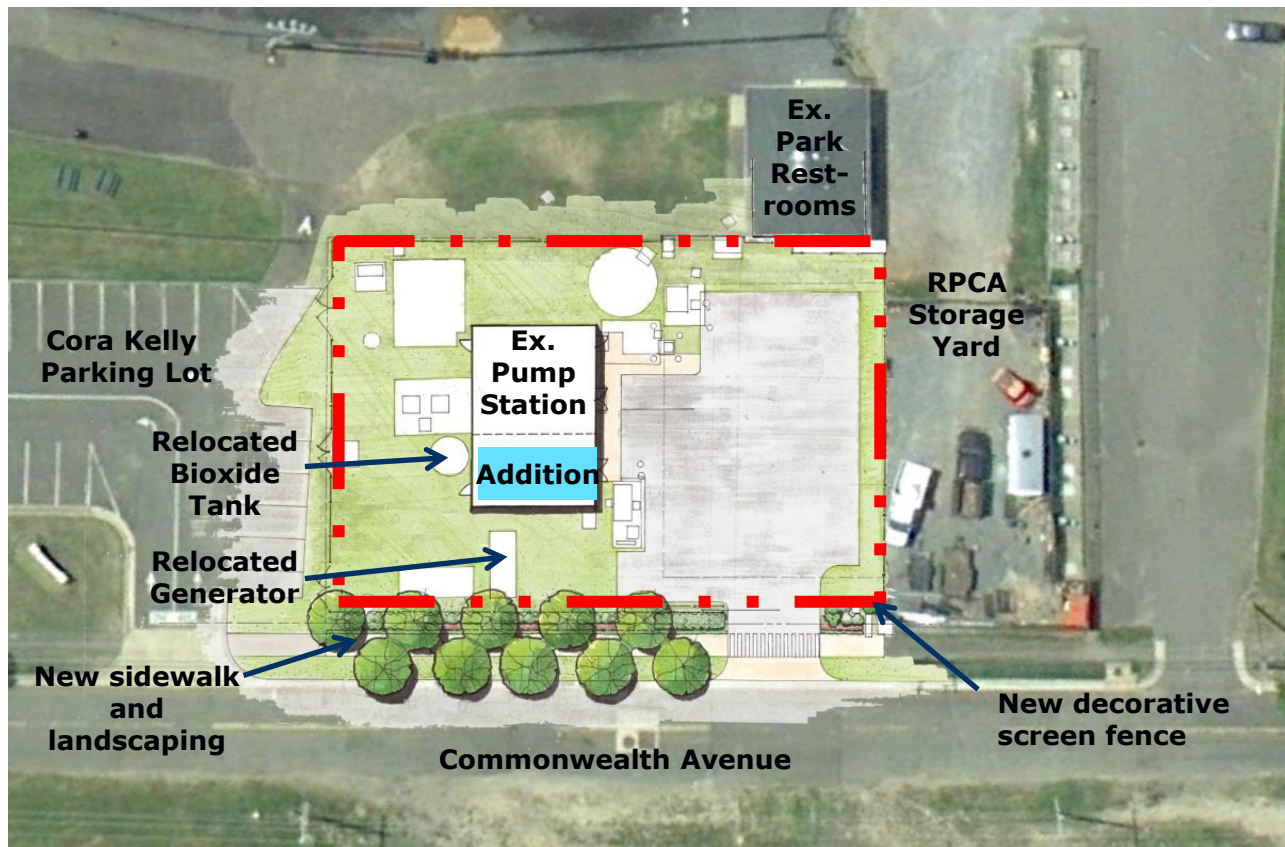 Ex.
Park
Rest-
rooms
RPCA
Storage
Yard
Cora Kelly
Parking Lot
Ex.
Pump
Station
Relocated
Bioxide
Tank
Addition
Relocated
Generator
New sidewalk
and
landscaping
New decorative
screen fence
Commonwealth Avenue